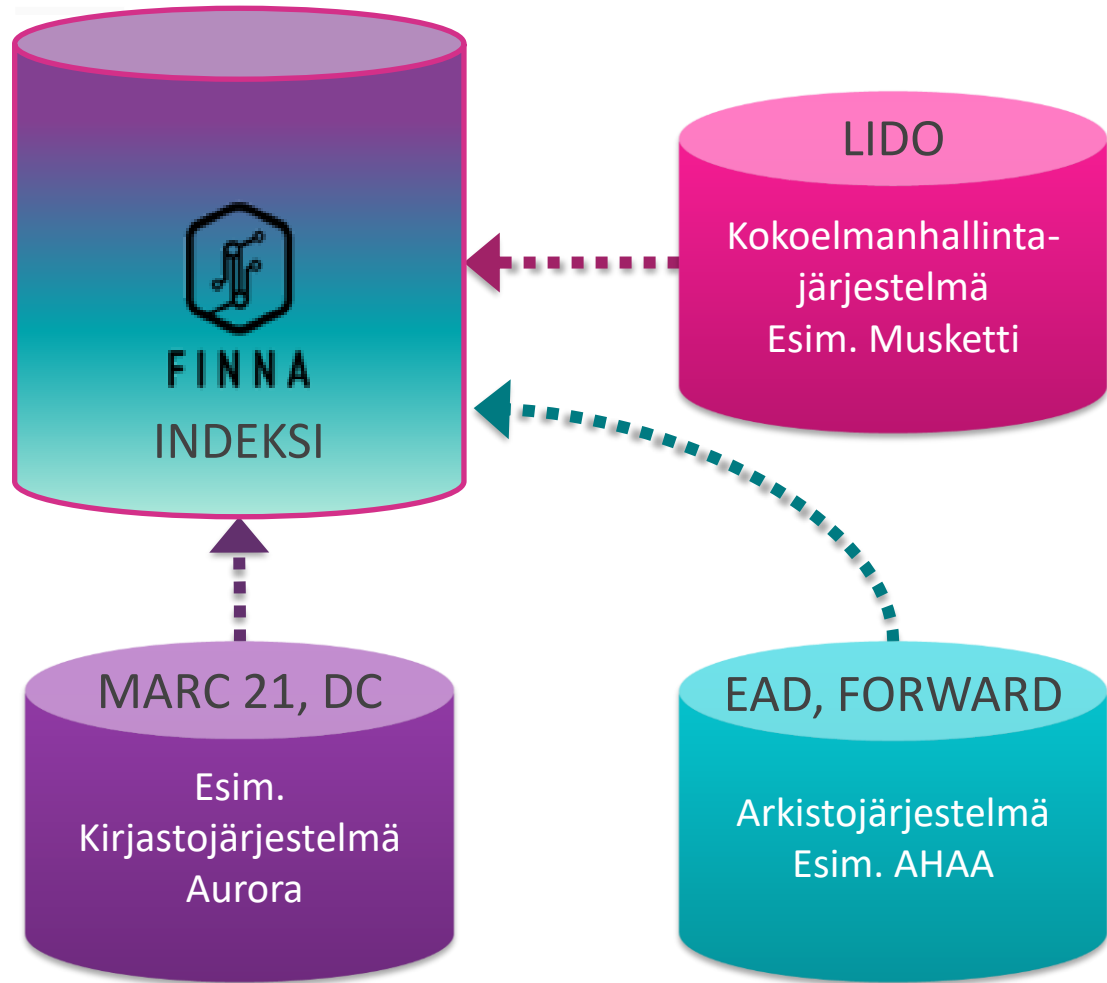 FINNA
INDEKSI
LIDO
Kokoelmanhallinta-
järjestelmä
Esim. Musketti
MARC 21, DC
Esim.
Kirjastojärjestelmä
Aurora
EAD, FORWARD
Arkistojärjestelmä
Esim. AHAA